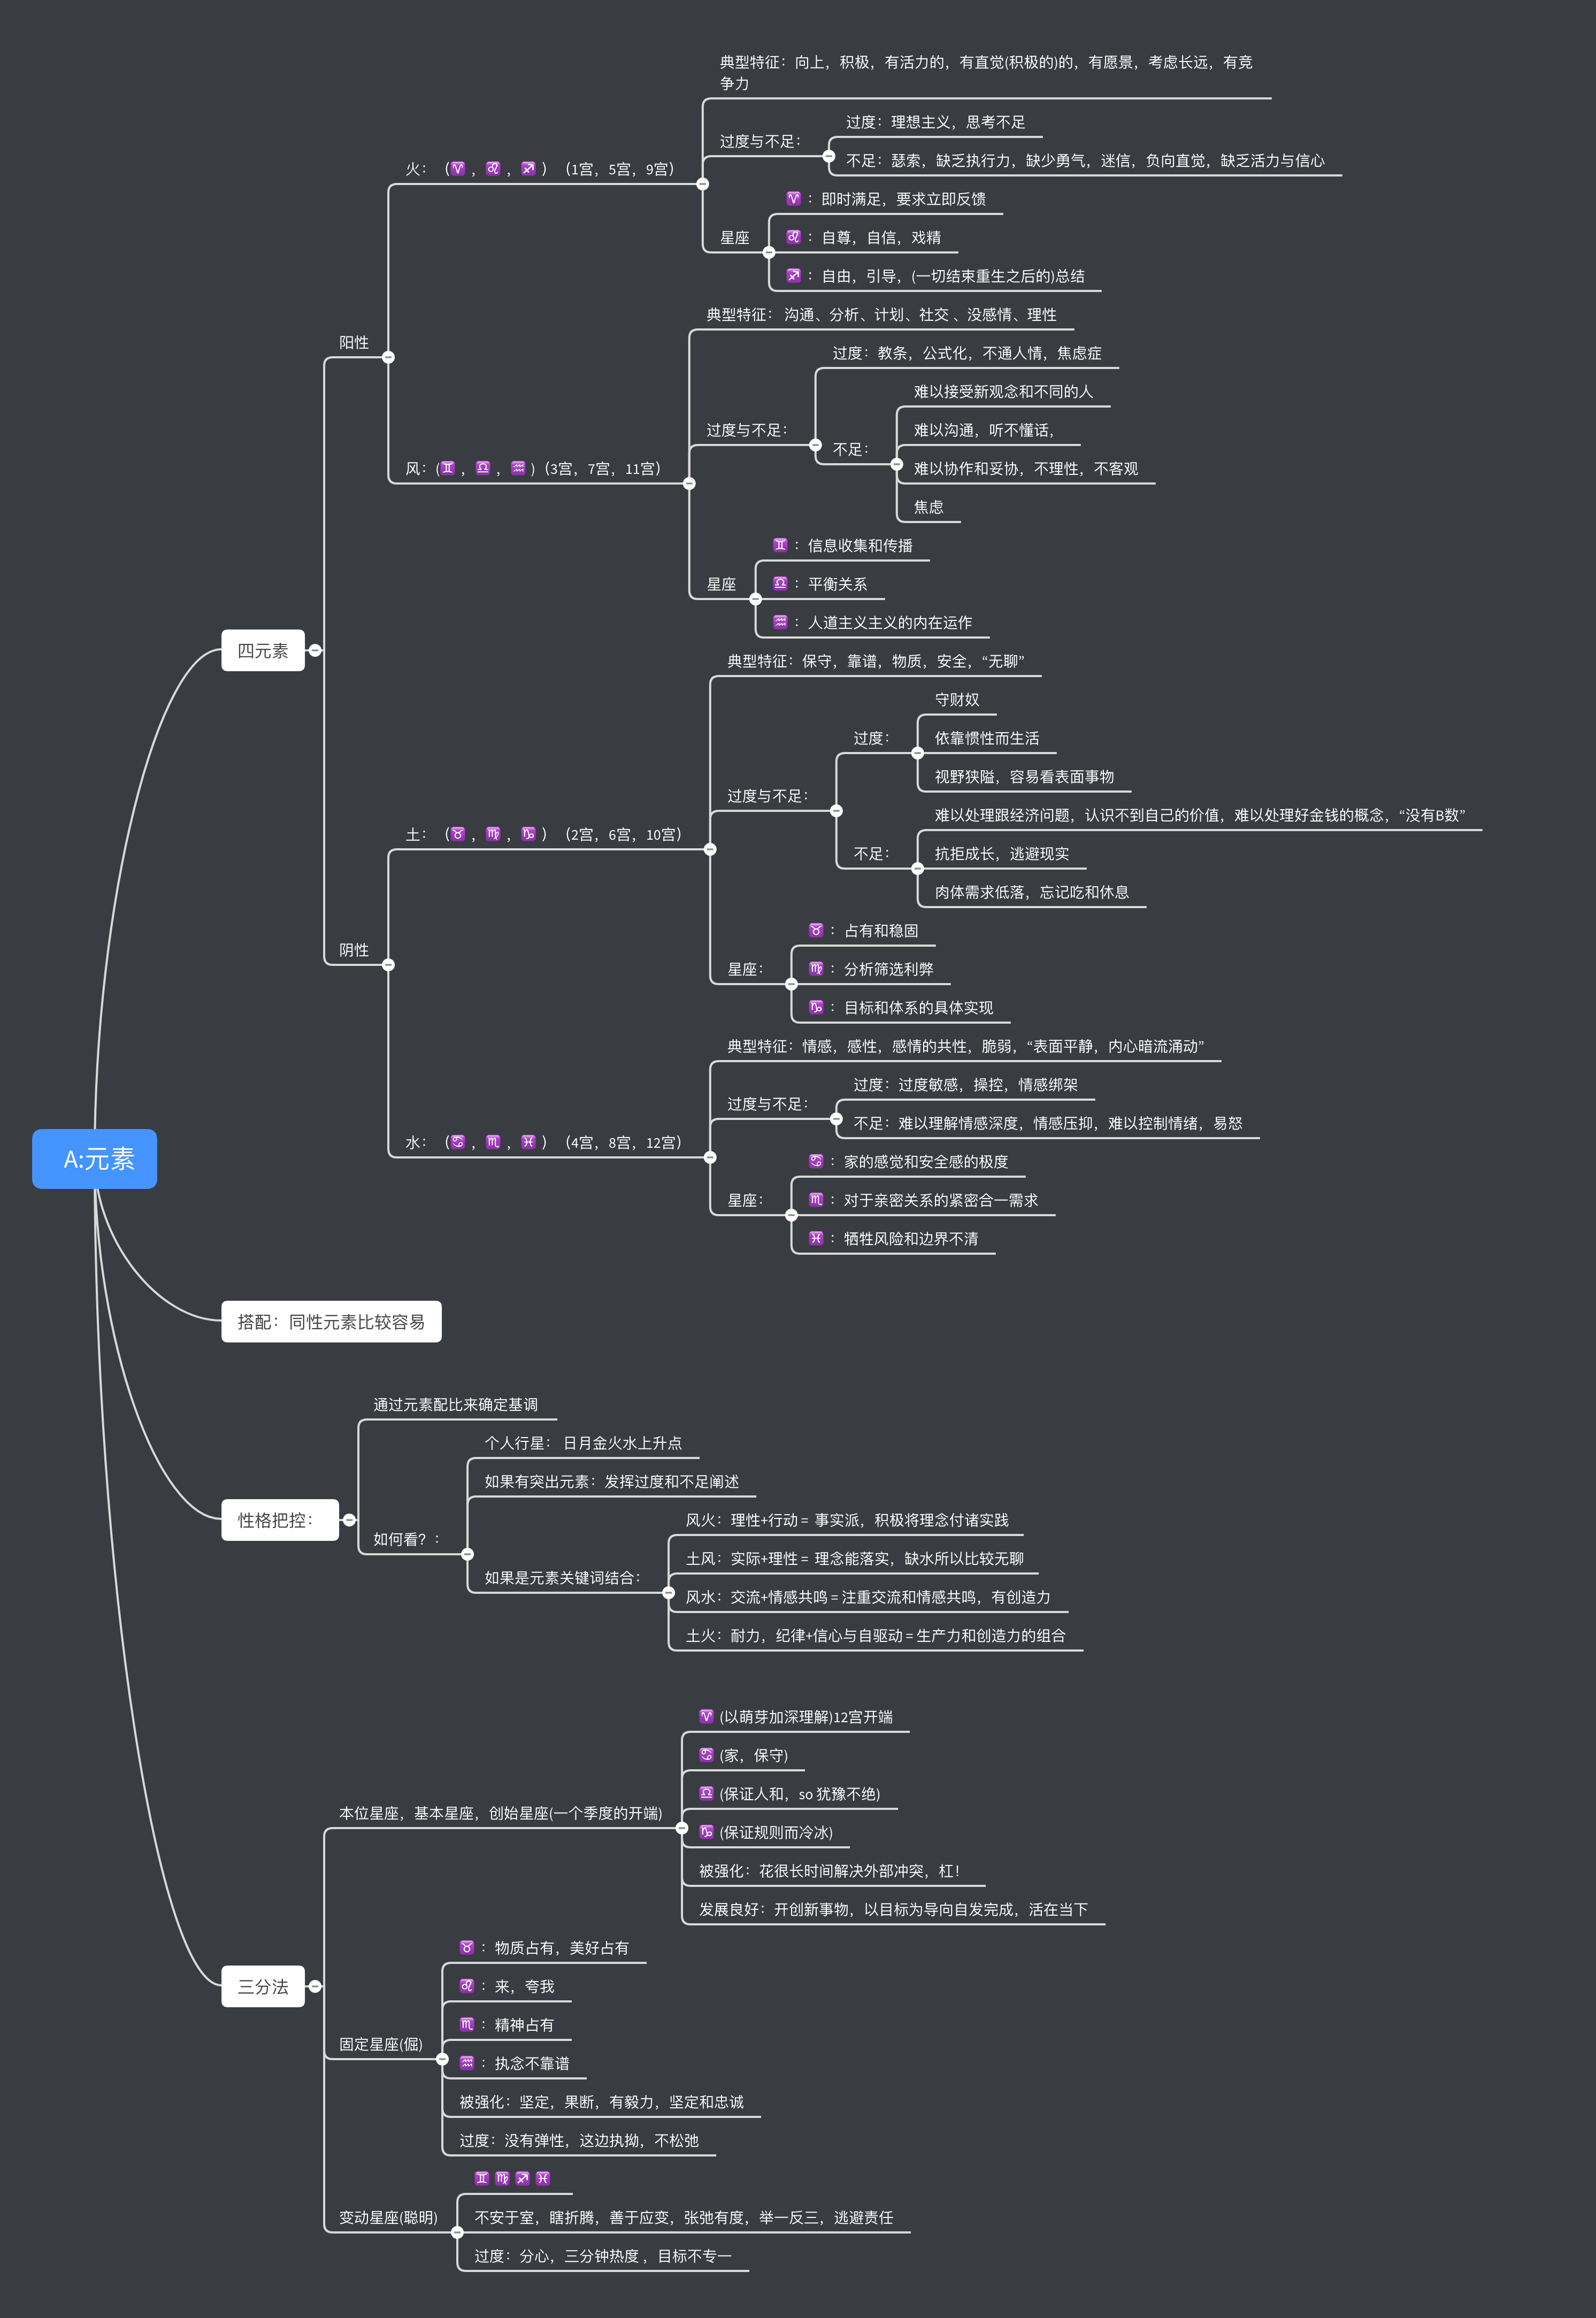 典型特征：向上，积极，有活力的，有直觉(积极的)的，有愿景，考虑长远，有竞
争力
过度与不足：
过度：理想主义，思考不足
不足：瑟索，缺乏执行力，缺少勇气，迷信，负向直觉，缺乏活力与信心
火：（♈，♌，♐）（1宫，5宫，9宫）
♈：即时满足，要求立即反馈
星座
♌：自尊，自信，戏精
♐：自由，引导，(一切结束重生之后的)总结
阳性
典型特征： 沟通、分析、计划、社交 、没感情、理性
过度：教条，公式化，不通人情，焦虑症
过度与不足：
不足：
难以接受新观念和不同的人
难以沟通，听不懂话，
难以协作和妥协，不理性，不客观
焦虑
风：(♊，♎，♒)（3宫，7宫，11宫）
♊：信息收集和传播
星座
♎：平衡关系
♒：人道主义主义的内在运作
四元素
典型特征：保守，靠谱，物质，安全，“无聊”
过度：
守财奴
依靠惯性而生活
视野狭隘，容易看表面事物
过度与不足：
不足：
难以处理跟经济问题，认识不到自己的价值，难以处理好金钱的概念，“没有B数”
抗拒成长，逃避现实
肉体需求低落，忘记吃和休息
土：（♉，♍，♑）（2宫，6宫，10宫）
♉：占有和稳固
星座：
♍：分析筛选利弊
♑：目标和体系的具体实现
阴性
典型特征：情感，感性，感情的共性，脆弱，“表面平静，内心暗流涌动”
过度与不足：
过度：过度敏感，操控，情感绑架
不足：难以理解情感深度，情感压抑，难以控制情绪，易怒
水：（♋，♏，♓）（4宫，8宫，12宫）
♋：家的感觉和安全感的极度
星座：
♏：对于亲密关系的紧密合一需求
♓：牺牲风险和边界不清
A:元素
搭配：同性元素比较容易
性格把控：
通过元素配比来确定基调
如何看？：
个人行星： 日月金火水上升点
如果有突出元素：发挥过度和不足阐述
如果是元素关键词结合：
风火：理性+行动 = 事实派，积极将理念付诸实践
土风：实际+理性 = 理念能落实，缺水所以比较无聊
风水：交流+情感共鸣 = 注重交流和情感共鸣，有创造力
土火：耐力，纪律+信心与自驱动 = 生产力和创造力的组合
三分法
本位星座，基本星座，创始星座(一个季度的开端)
♈ (以萌芽加深理解)12宫开端
♋ (家，保守)
♎ (保证人和，so 犹豫不绝)
♑ (保证规则而冷冰)
被强化：花很长时间解决外部冲突，杠！
发展良好：开创新事物，以目标为导向自发完成，活在当下
固定星座(倔)
♉：物质占有，美好占有
♌：来，夸我
♏：精神占有
♒：执念不靠谱
被强化：坚定，果断，有毅力，坚定和忠诚
过度：没有弹性，这边执拗，不松弛
变动星座(聪明)
♊♍♐♓
不安于室，瞎折腾，善于应变，张弛有度，举一反三，逃避责任
过度：分心，三分钟热度 ，目标不专一